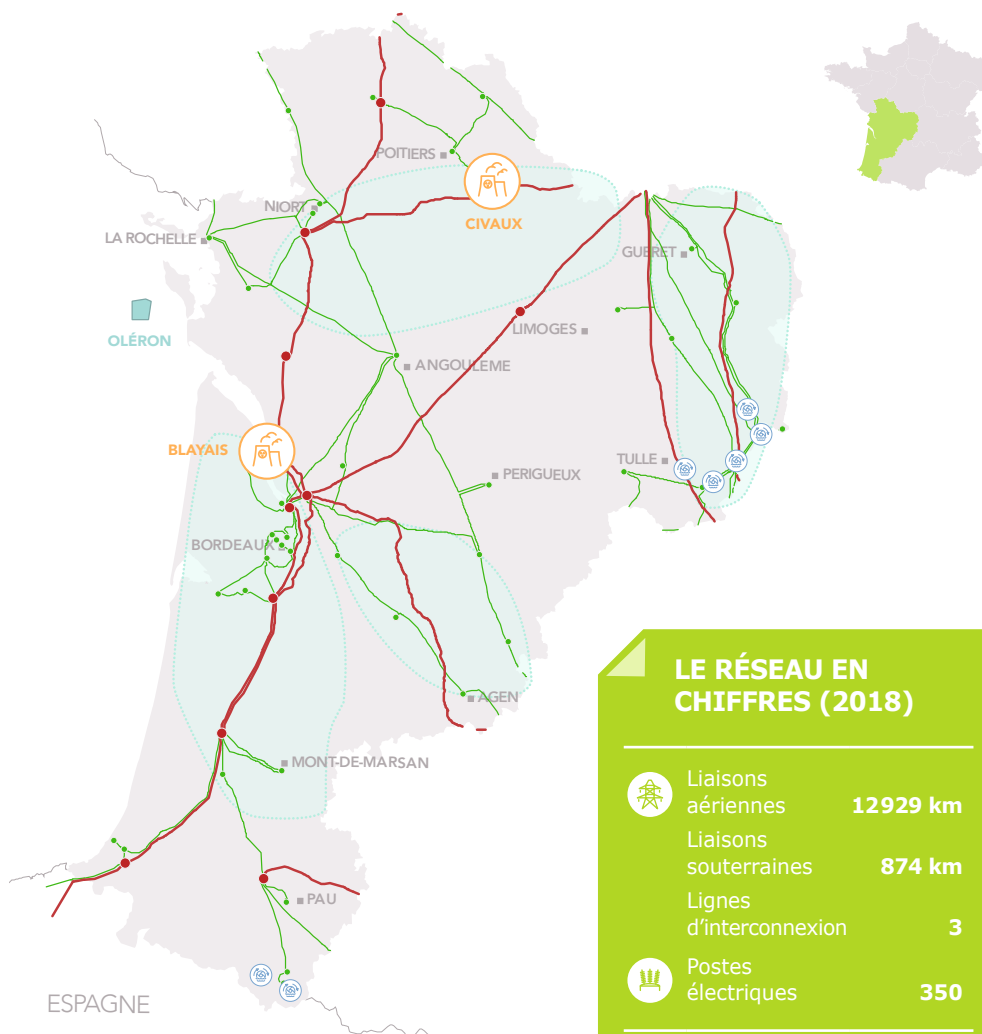 POITIERS
NIORT
CIVAUX
LA ROCHELLE
GUÉRET
OLÉRON
LIMOGES
ANGOULEME
BLAYAIS
TULLE
PERIGUEUX
BORDEAUX
AGEN
MONT-DE-MARSAN
PAU
ESPAGNE
LE RÉSEAU EN
CHIFFRES (2018)
Liaisons
aériennes 12929 km
Liaisons
souterraines 874 km
Lignes
d'interconnexion 3
Postes
électriques 350